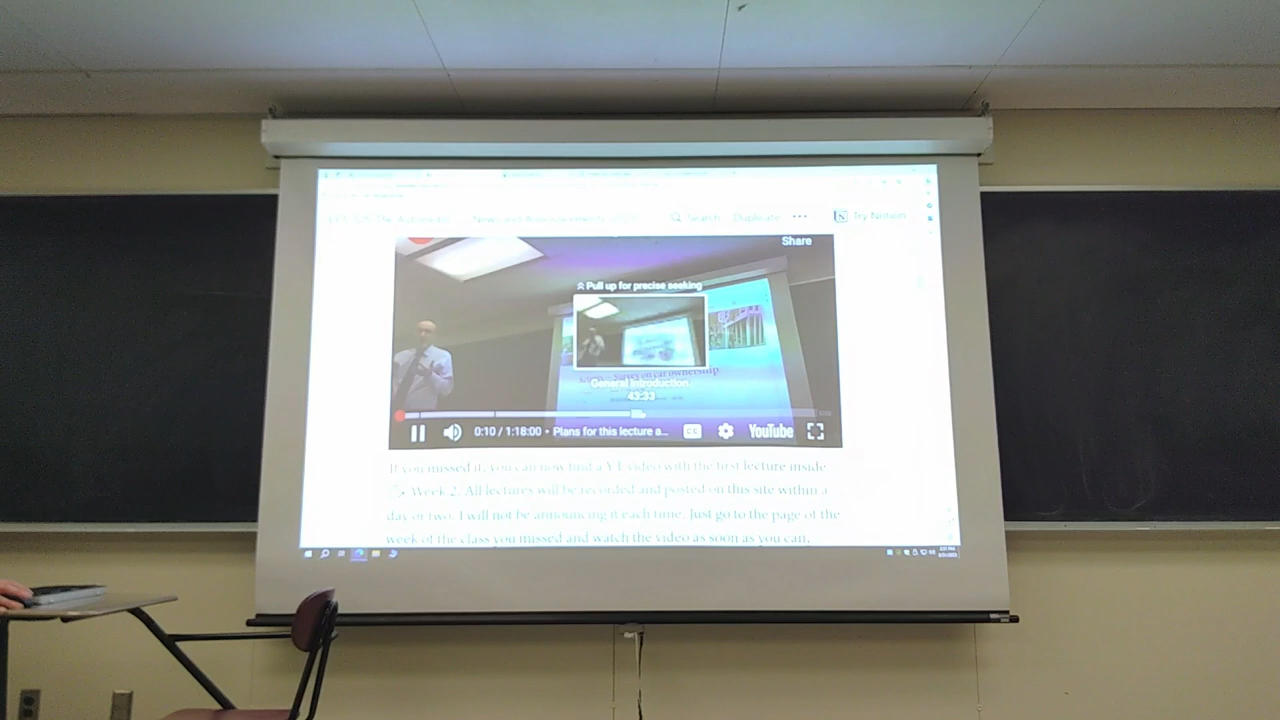 News and Announcements
Search Duplicate ••• Try Notion
Share
Pull up for precise seeking
Survey on car ownership
General Introduction
43:33
0:10 / 1:18:00 • Plans for this lecture a...
CC
YouTube
If you missed it, you can now find a YT video with the first lecture inside
Week 2. All lectures will be recorded and posted on this site within a
day or two. I will not be announcing it each time. Just go to the page of the
week of the class you missed and watch the video as soon as you can,